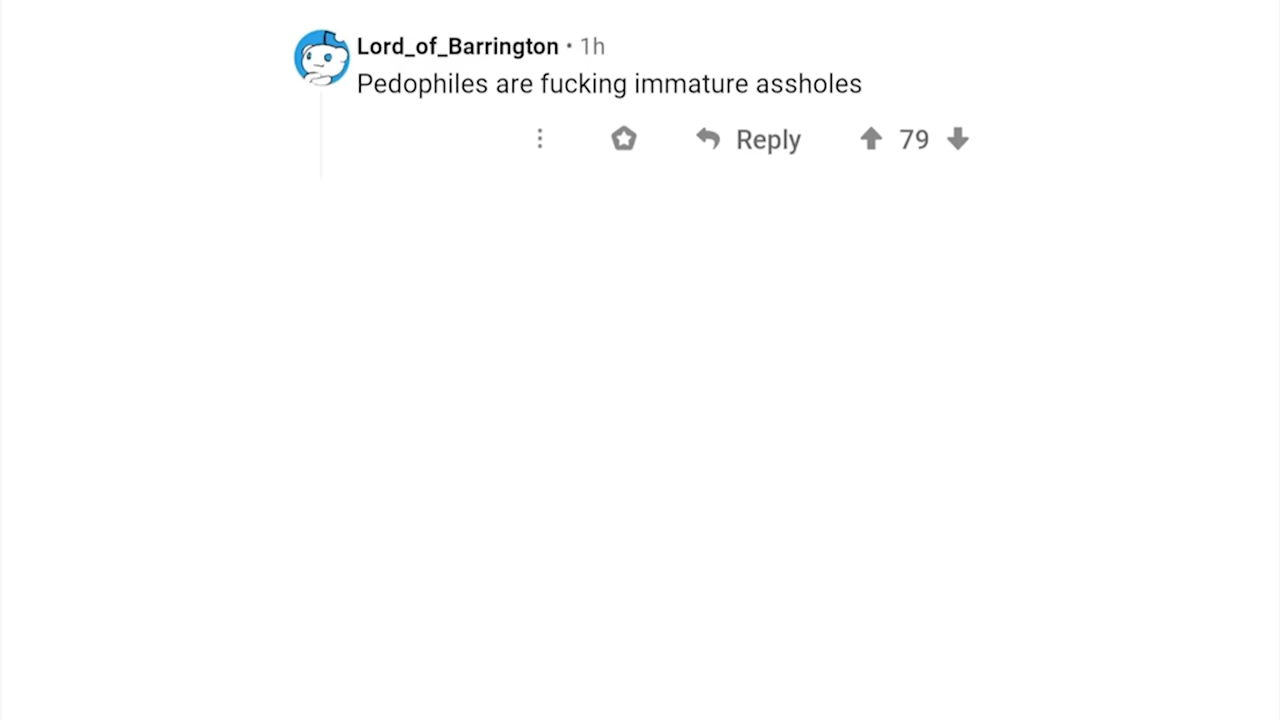 Lord_of_Barrington • 1h
Pedophiles are fucking immature assholes
Reply 79